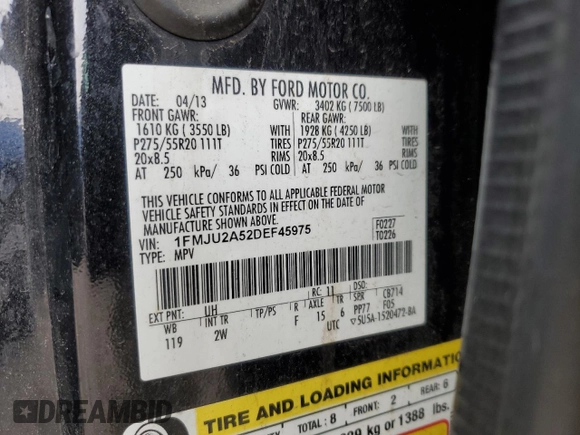 MFD. BY FORD MOTOR CO.
DATE: 04/13 GVWR: 3402 KG ( 7500 LB)
FRONT GAWR: REAR GAWR:
1610 KG ( 3550 LB) WITH 1928 KG ( 4250 LB) WITH
P275/55R20 111T TIRES P275/55R20 111T TIRES
20x8.5 RIMS 20x8.5 RIMS
AT 250 kPa/ 36 PSI COLD AT 250 kPa/ 36 PSI COLD
THIS VEHICLE CONFORMS TO ALL APPLICABLE FEDERAL MOTOR
VEHICLE SAFETY STANDARDS IN EFFECT ON THE DATE OF
MANUFACTURE SHOWN ABOVE.
VIN: 1FMJU2A52DEF45975 F0227
TYPE: MPV T0226
EXT PNT: UH RC: 11 DSO:
WB INT TR TP/PS R AXLE TR SPR CB714
119 2W F 15 6 PP77 F05
UTC 5U5A-1520472-BA
TIRE AND LOADING INFORMATION
TOTAL: 8 FRONT: 2 REAR: 6
kg or 1388 lbs.
DREAMBID